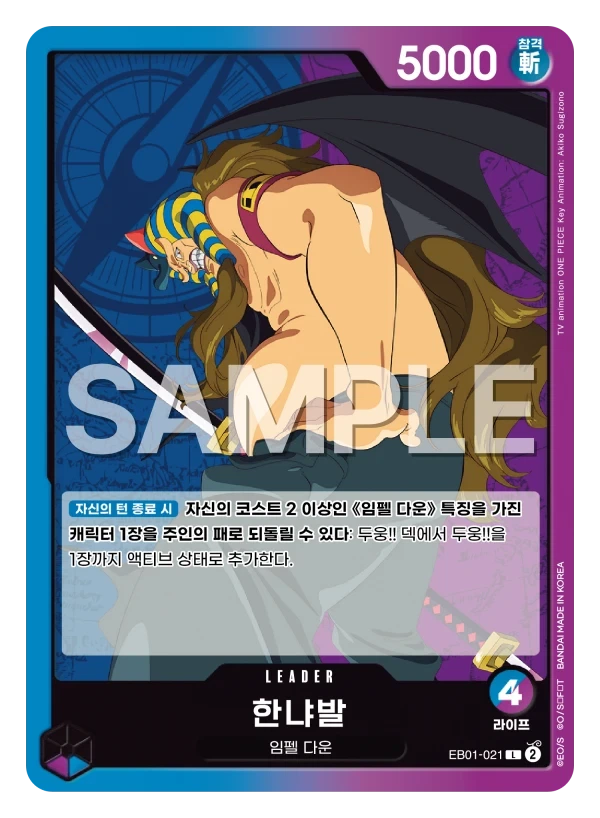 5000
참격
斬
TV animation ONE PIECE Key Animation: Akiko Sugizono
SAMPLE
자신의 턴 종료 시 자신의 코스트 2 이상인 《임펠 다운》 특징을 가진
캐릭터 1장을 주인의 패로 되돌릴 수 있다: 두웅!! 덱에서 두웅!!을
1장까지 액티브 상태로 추가한다.
LEADER
한냐발
임펠 다운
4
라이프
EB01-021 L 2
©EO/S ©O/S□F□T BANDAI MADE IN KOREA